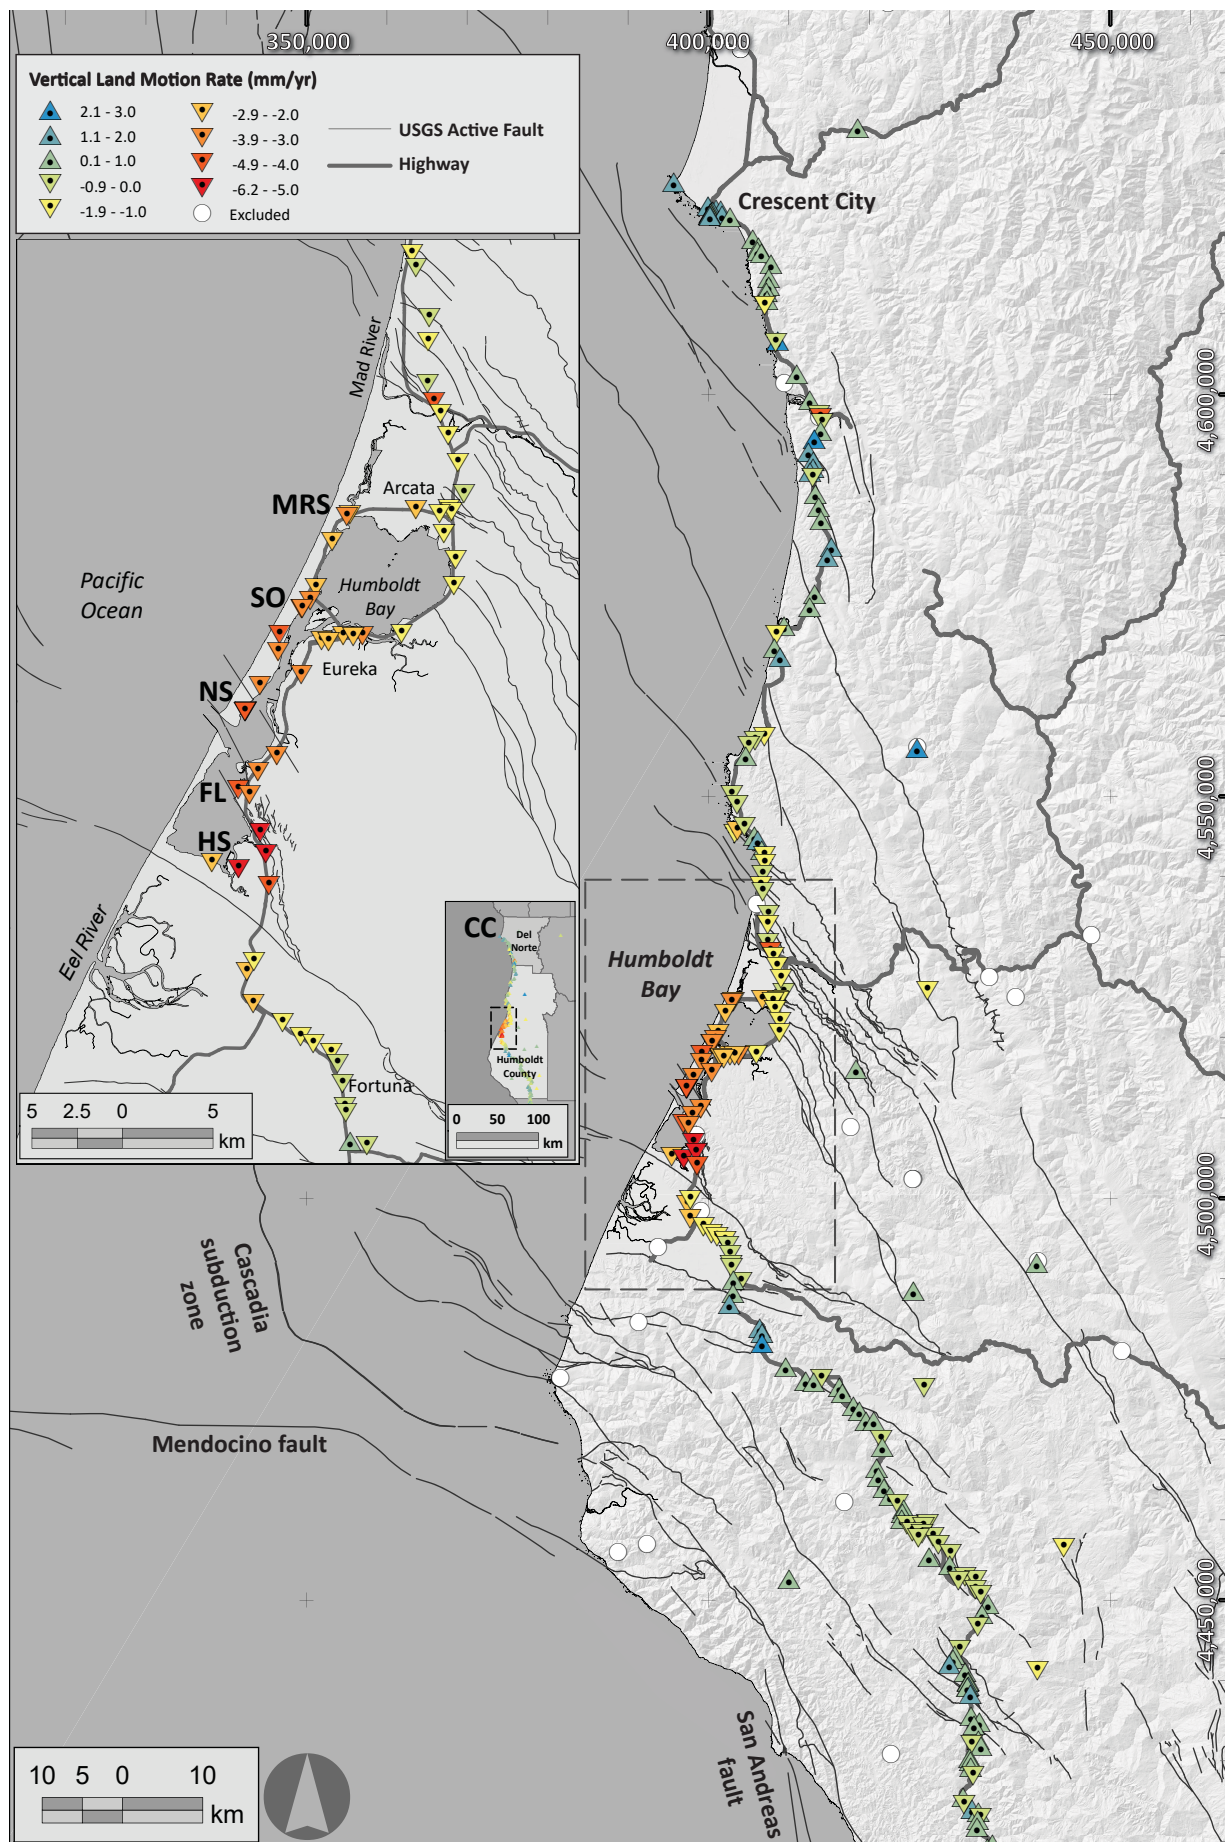 350,000
400,000
450,000
Vertical Land Motion Rate (mm/yr)
2.1 - 3.0
1.1 - 2.0
0.1 - 1.0
-0.9 - 0.0
-1.9 - -1.0
-2.9 - -2.0
-3.9 - -3.0
-4.9 - -4.0
-6.2 - -5.0
Excluded
USGS Active Fault
Highway
Crescent City
Mad River
4,600,000
Arcata
MRS
Pacific
Ocean
Humboldt
Bay
SO
Eureka
NS
FL
HS
4,550,000
Eel River
CC
Del
Norte
Humboldt
County
0 50 100
km
Humboldt
Bay
Fortuna
5 2.5 0 5
km
4,500,000
Cascadia
subduction
zone
Mendocino fault
4,450,000
San Andreas
fault
10 5 0 10
km